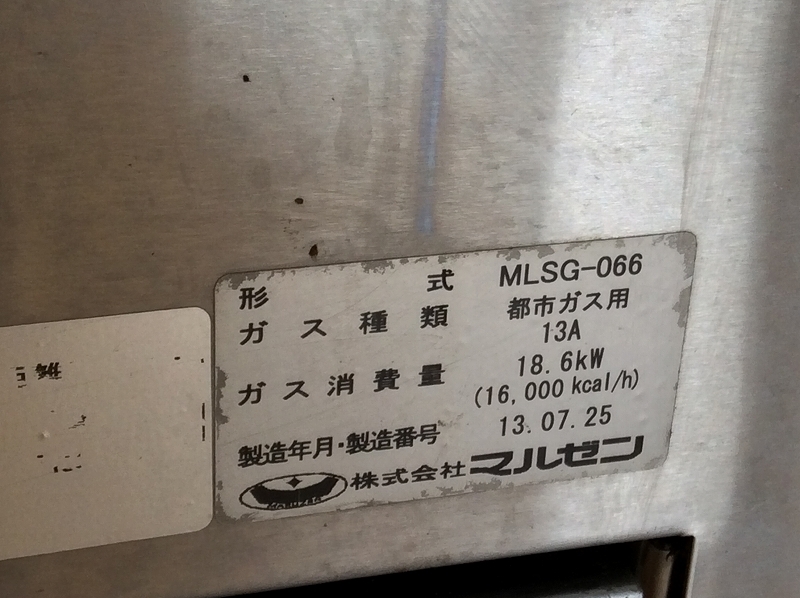 形式 MLSG-066
ガス種類 都市ガス用
13A
ガス消費量 18.6kW
(16,000 kcal/h)
製造年月・製造番号 13.07.25
MARUZEN 株式会社マルゼン